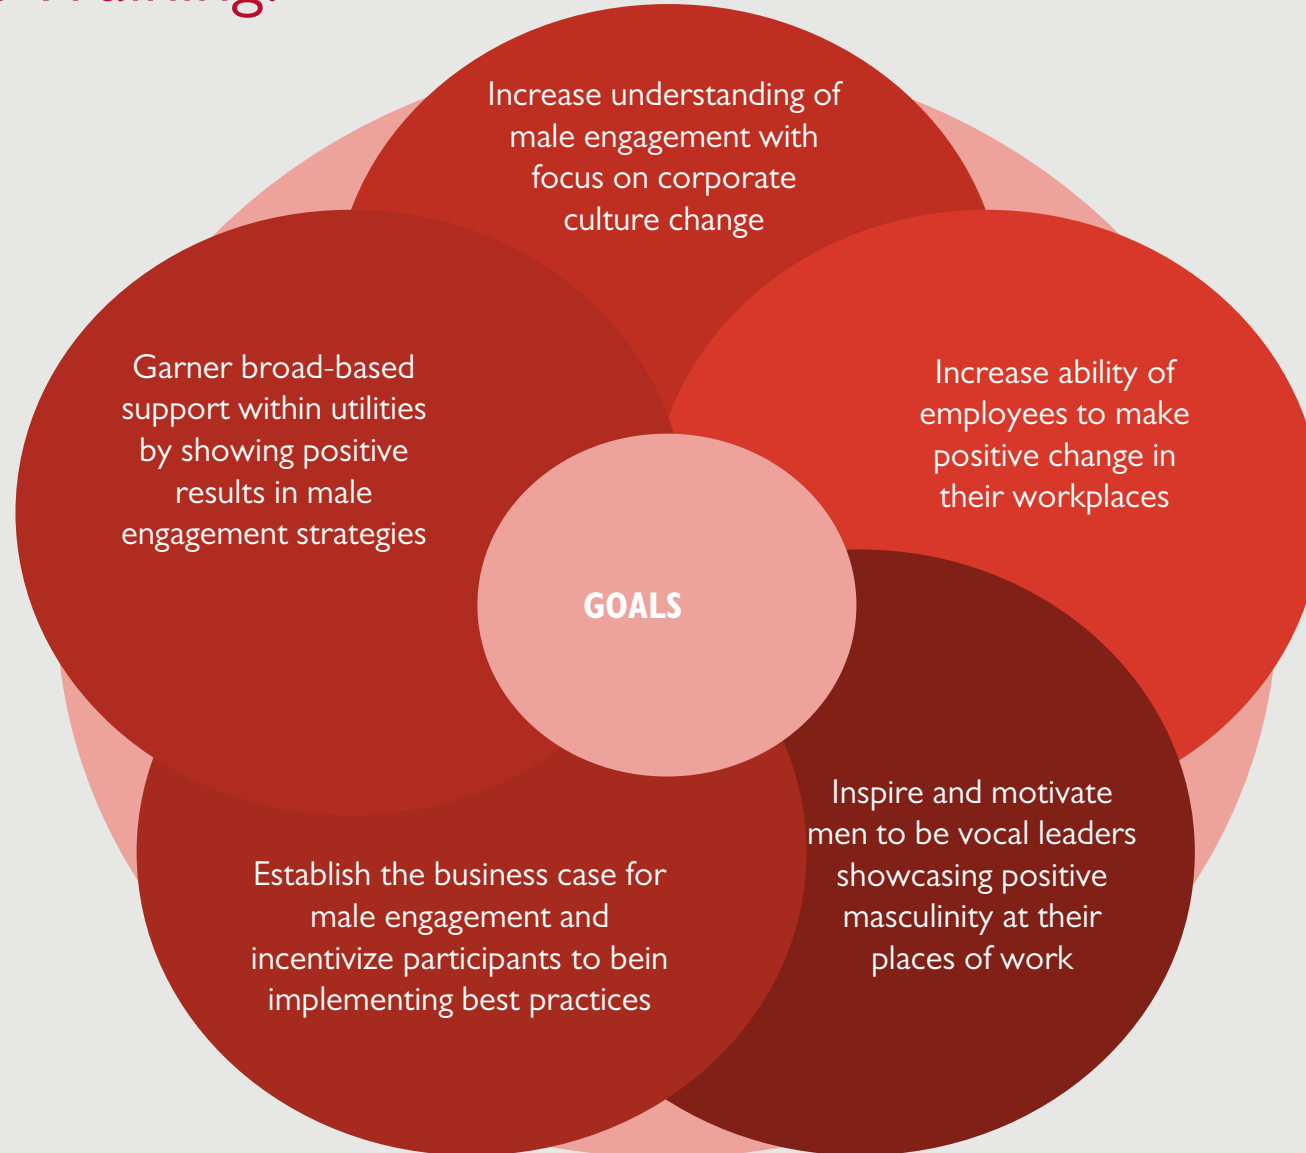 Training.
Increase understanding of
male engagement with
focus on corporate
culture change
Increase ability of
employees to make
positive change in
their workplaces
Inspire and motivate
men to be vocal leaders
showcasing positive
masculinity at their
places of work
Establish the business case for
male engagement and
incentivize participants to bein
implementing best practices
Garner broad-based
support within utilities
by showing positive
results in male
engagement strategies
GOALS